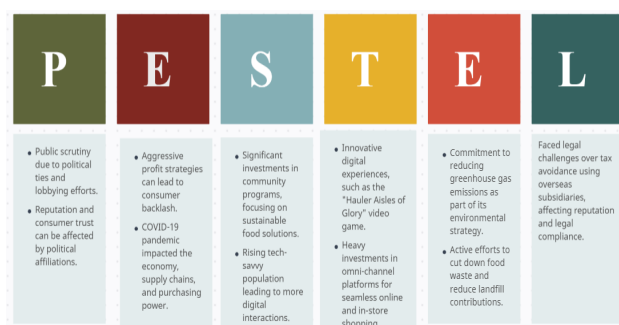 P E S T E L
• Public scrutiny
due to political
ties and
lobbying efforts.
• Reputation and
consumer trust
can be affected
by political
affiliations.
• Aggressive
profit strategies
can lead to
consumer
backlash.
• COVID-19
pandemic
impacted the
economy,
supply chains,
and purchasing
power.
• Significant
investments in
community
programs,
focusing on
sustainable
food solutions.
• Rising tech-
savvy
population
leading to more
digital
interactions.
• Innovative
digital
experiences,
such as the
"Hauler Aisles of
Glory" video
game.
• Heavy
investments in
omni-channel
platforms for
seamless online
and in-store
shopping
• Commitment to
reducing
greenhouse gas
emissions as
part of its
environmental
strategy.
• Active efforts to
cut down food
waste and
reduce landfill
contributions.
Faced legal
challenges over tax
avoidance using
overseas
subsidiaries,
affecting reputation
and legal
compliance.